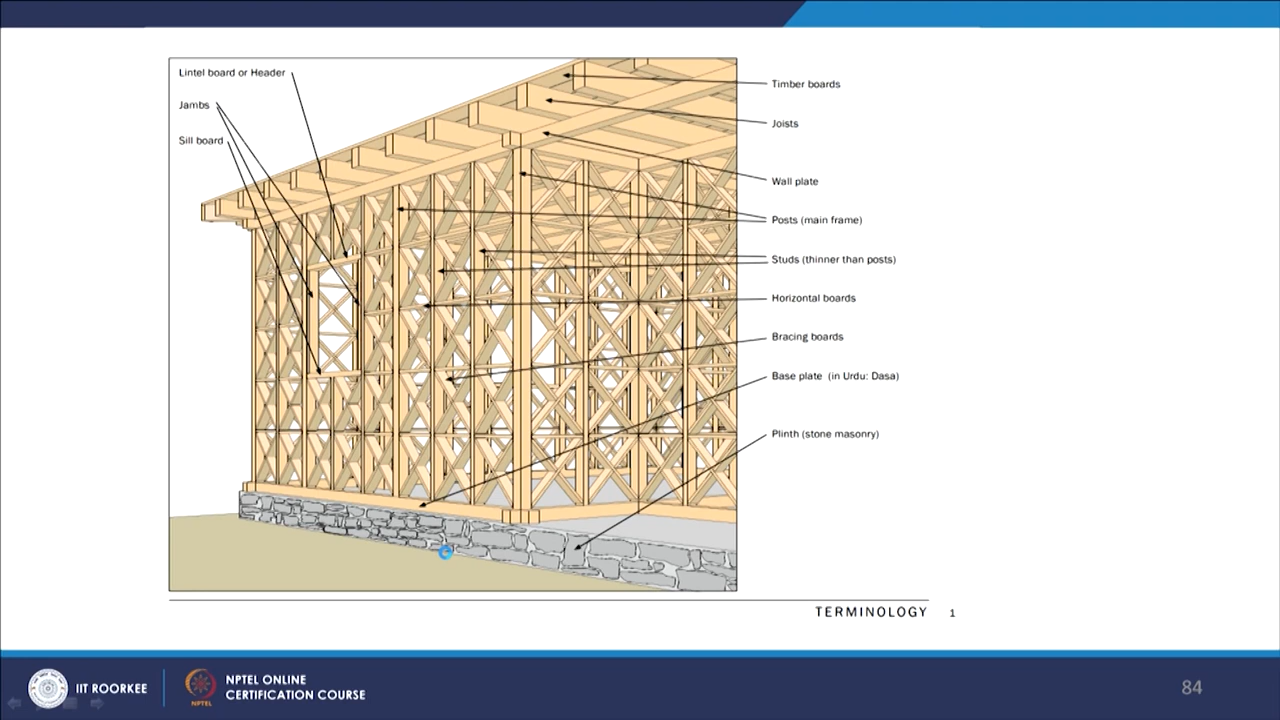 Lintel board or Header
Jambs
Sill board
Timber boards
Joists
Wall plate
Posts (main frame)
Studs (thinner than posts)
Horizontal boards
Bracing boards
Base plate (in Urdu: Dasa)
Plinth (stone masonry)
TERMINOLOGY 1
IIT ROORKEE
NPTEL
NPTEL ONLINE
CERTIFICATION COURSE
84